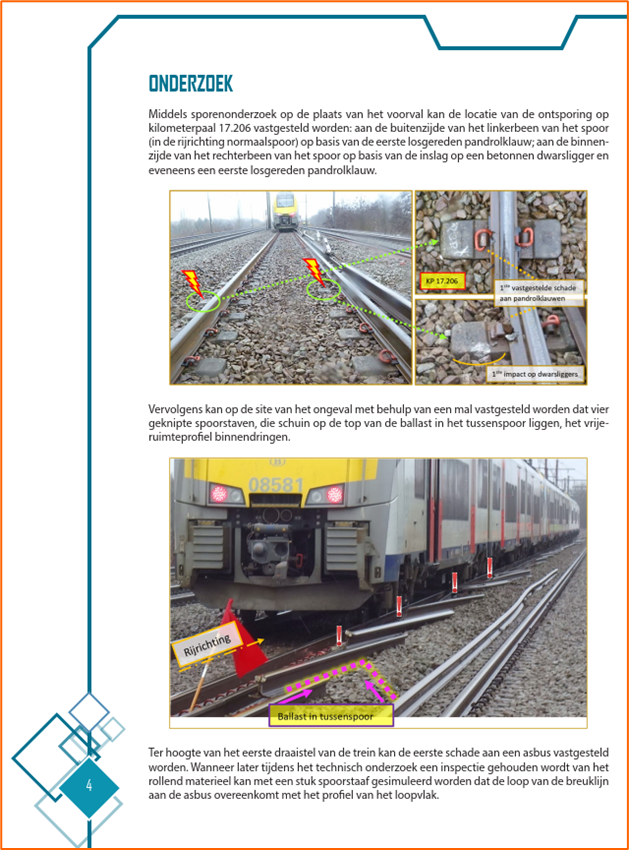 ONDERZOEK
Middels sporenonderzoek op de plaats van het voorval kan de locatie van de ontsporing op
kilometerpaal 17.206 vastgesteld worden: aan de buitenzijde van het linkerbeen van het spoor
(in de rijrichting normaalspoor) op basis van de eerste losgereden pandrolklauw; aan de binnen-
zijde van het rechterbeen van het spoor op basis van de inslag op een betonnen dwarsligger en
eveneens een eerste losgereden pandrolklauw.
KP 17.206
1ste vastgestelde schade
aan pandrolklauwen
1ste impact op dwarsliggers
Vervolgens kan op de site van het ongeval met behulp van een mal vastgesteld worden dat vier
geknipte spoorstaven, die schuin op de top van de ballast in het tussenspoor liggen, het vrije-
ruimteprofiel binnendringen.
08581
Rijrichting
Ballast in tussenspoor
Ter hoogte van het eerste draaistel van de trein kan de eerste schade aan een asbus vastgesteld
worden. Wanneer later tijdens het technisch onderzoek een inspectie gehouden wordt van het
rollend materieel kan met een stuk spoorstaaf gesimuleerd worden dat de loop van de breuklijn
aan de asbus overeenkomt met het profiel van het loopvlak.
4